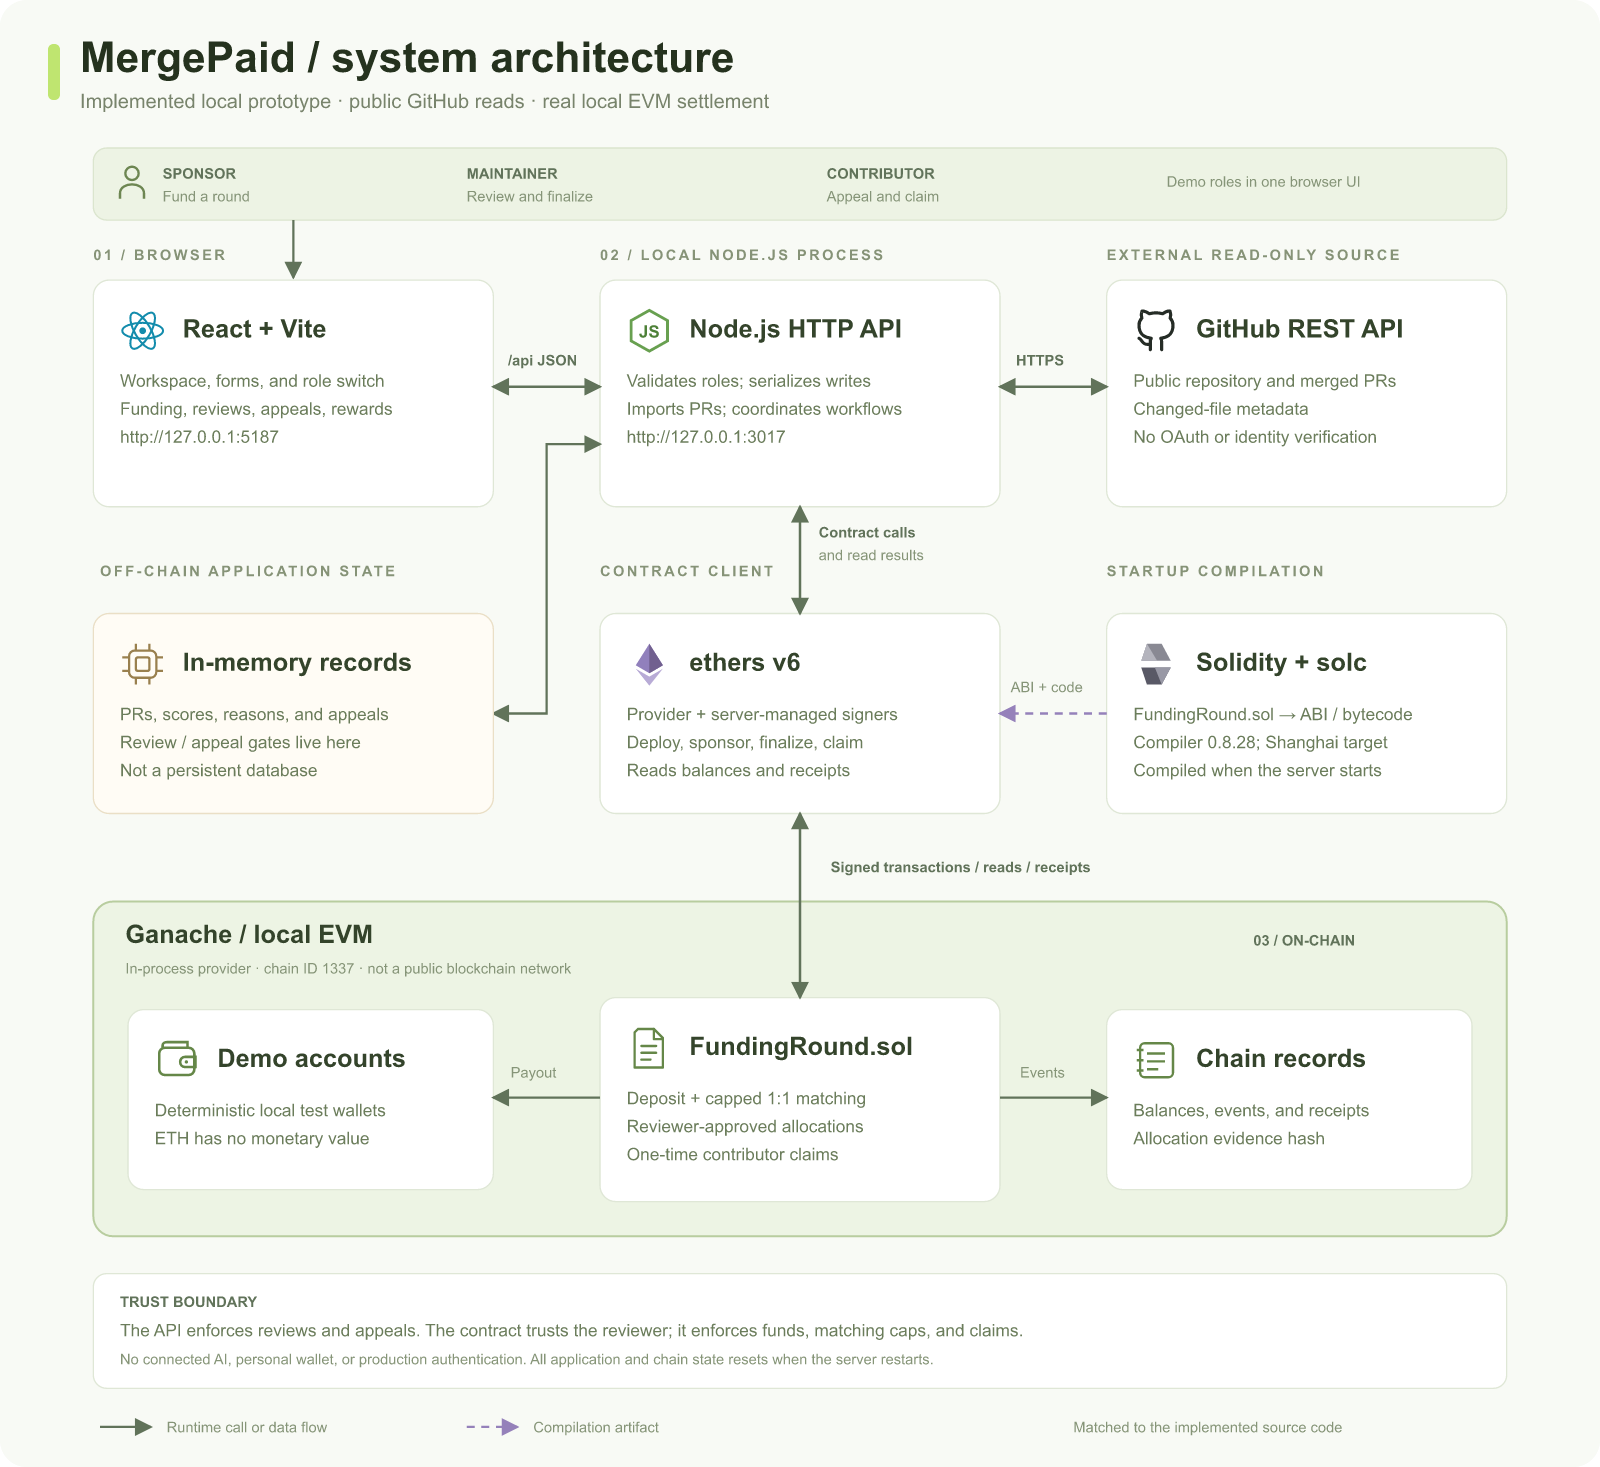 MergePaid / system architecture
Implemented local prototype · public GitHub reads · real local EVM settlement
SPONSOR
Fund a round
MAINTAINER
Review and finalize
CONTRIBUTOR
Appeal and claim
Demo roles in one browser UI
01 / BROWSER
React + Vite
Workspace, forms, and role switch
Funding, reviews, appeals, rewards
http://127.0.0.1:5187
/api JSON
02 / LOCAL NODE.JS PROCESS
JS
Node.js HTTP API
Validates roles; serializes writes
Imports PRs; coordinates workflows
http://127.0.0.1:3017
HTTPS
EXTERNAL READ-ONLY SOURCE
GitHub REST API
Public repository and merged PRs
Changed-file metadata
No OAuth or identity verification
Contract calls
and read results
OFF-CHAIN APPLICATION STATE
In-memory records
PRs, scores, reasons, and appeals
Review / appeal gates live here
Not a persistent database
CONTRACT CLIENT
ethers v6
Provider + server-managed signers
Deploy, sponsor, finalize, claim
Reads balances and receipts
ABI + code
STARTUP COMPILATION
Solidity + solc
FundingRound.sol → ABI / bytecode
Compiler 0.8.28; Shanghai target
Compiled when the server starts
Signed transactions / reads / receipts
Ganache / local EVM
In-process provider · chain ID 1337 · not a public blockchain network
03 / ON-CHAIN
Demo accounts
Deterministic local test wallets
ETH has no monetary value
Payout
FundingRound.sol
Deposit + capped 1:1 matching
Reviewer-approved allocations
One-time contributor claims
Events
Chain records
Balances, events, and receipts
Allocation evidence hash
TRUST BOUNDARY
The API enforces reviews and appeals. The contract trusts the reviewer; it enforces funds, matching caps, and claims.
No connected AI, personal wallet, or production authentication. All application and chain state resets when the server restarts.
Runtime call or data flow
Compilation artifact
Matched to the implemented source code